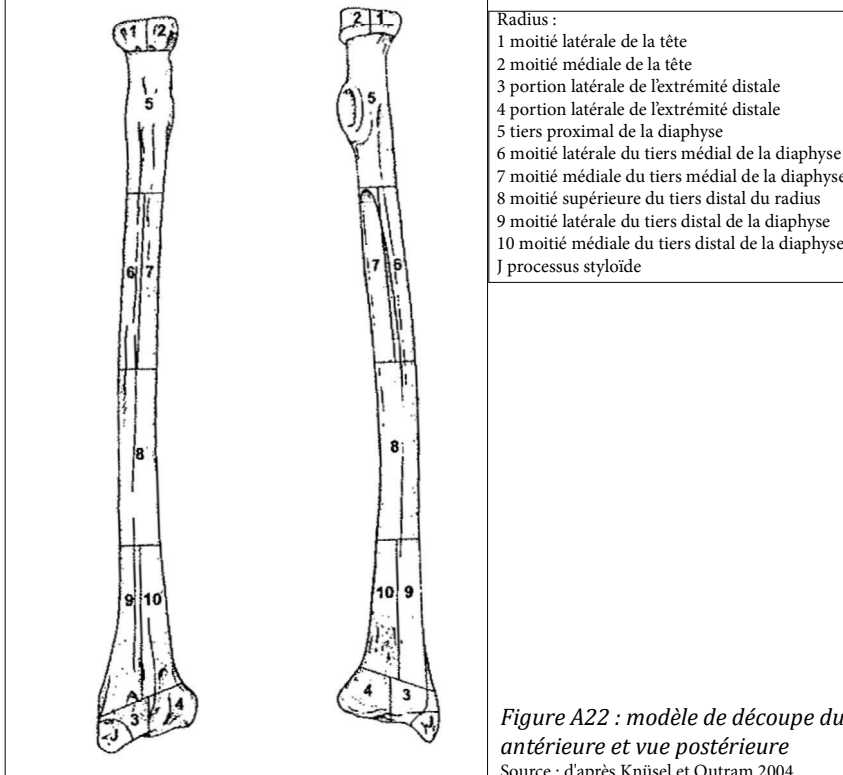 1 2
2 1
5
5
6 7
7 6
8
8
9 10
10 9
4
4 3
3
J
J
Radius :
1 moitié latérale de la tête
2 moitié médiale de la tête
3 portion latérale de l'extrémité distale
4 portion latérale de l'extrémité distale
5 tiers proximal de la diaphyse
6 moitié latérale du tiers médial de la diaphyse
7 moitié médiale du tiers médial de la diaphyse
8 moitié supérieure du tiers distal du radius
9 moitié latérale du tiers distal de la diaphyse
10 moitié médiale du tiers distal de la diaphyse
J processus styloïde
Figure A22 : modèle de découpe du
antérieure et vue postérieure
Source : d'après Knüsel et Outram 2004